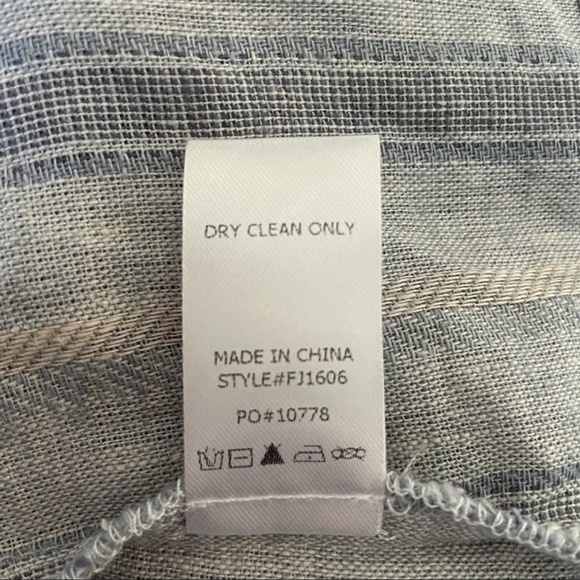 DRY CLEAN ONLY
MADE IN CHINA
STYLE#FJ1606
PO#10778